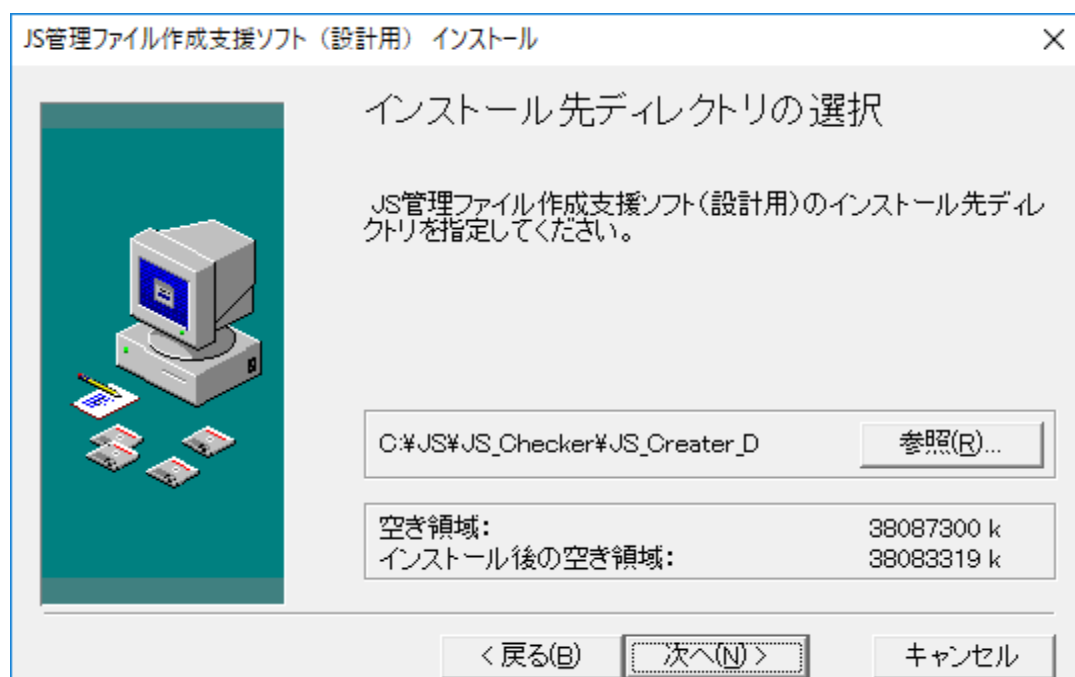 JS管理ファイル作成支援ソフト（設計用） インストール
インストール先ディレクトリの選択
JS管理ファイル作成支援ソフト（設計用）のインストール先ディレ
クトリを指定してください。
C:¥JS¥JS_Checker¥JS_Creater_D
参照(R)...
空き領域： 38087300 k
インストール後の空き領域： 38083319 k
< 戻る(B)
次へ(N) >
キャンセル